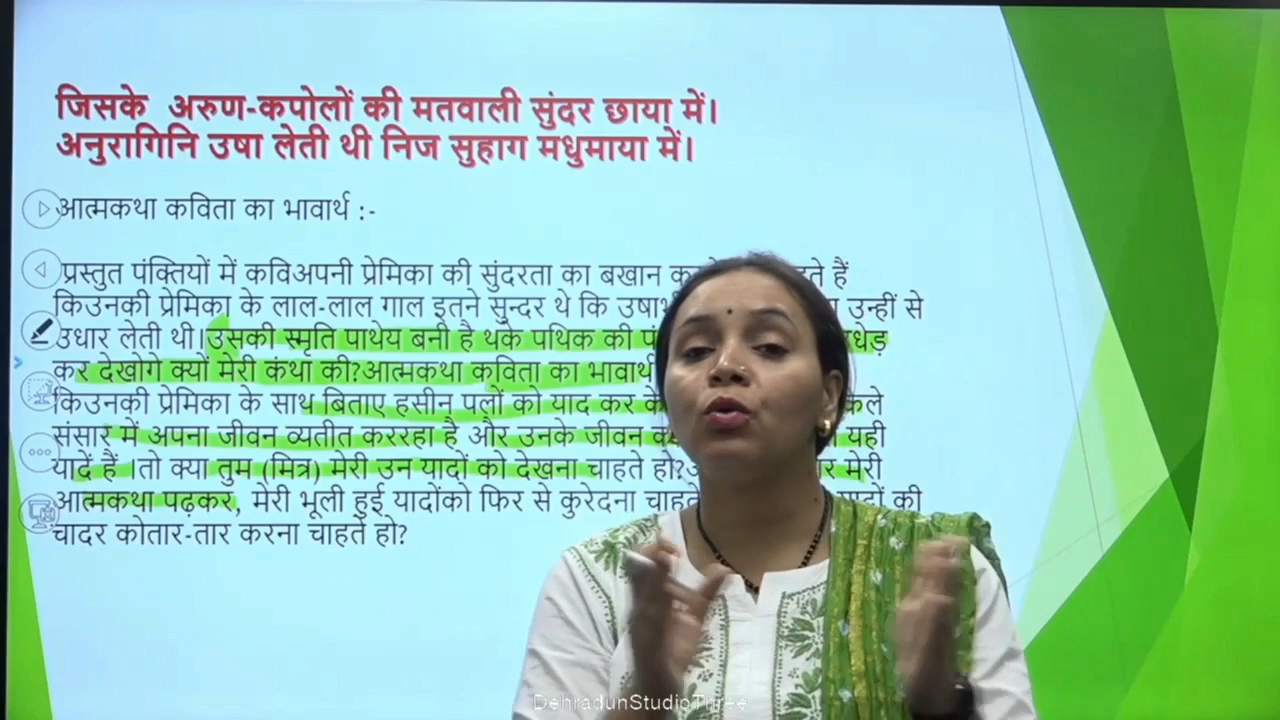 जिसके अरुण-कपोलों की मतवाली सुंदर छाया में।
अनुरागिनि उषा लेती थी निज सुहाग मधुमाया में।
आत्मकथा कविता का भावार्थ :-
प्रस्तुत पंक्तियों में कविअपनी प्रेमिका की सुंदरता का बखान हैं
किउनकी प्रेमिका के लाल-लाल गाल इतने सुन्दर थे कि उन्हीं से
उधार लेती थी। उसकी स्मृति पाथेय बनी है थके पथिक की
कर देखोगे क्यों मेरी कंथा की?आत्मकथा कविता का भावार्थ
किउनकी प्रेमिका के साथ बिताए हसीन पलों को याद कर
संसार में अपना जीवन व्यतीत कररहा है और उनके जीवन यही
यादें हैं ।तो क्या तुम (मित्र) मेरी उन यादों को देखना चाहते हो? मेरी
आत्मकथा पढ़कर, मेरी भूली हुई यादोंको फिर से कुरेदना की
चादर कोतार-तार करना चाहते हो?
DehradunStudioThree